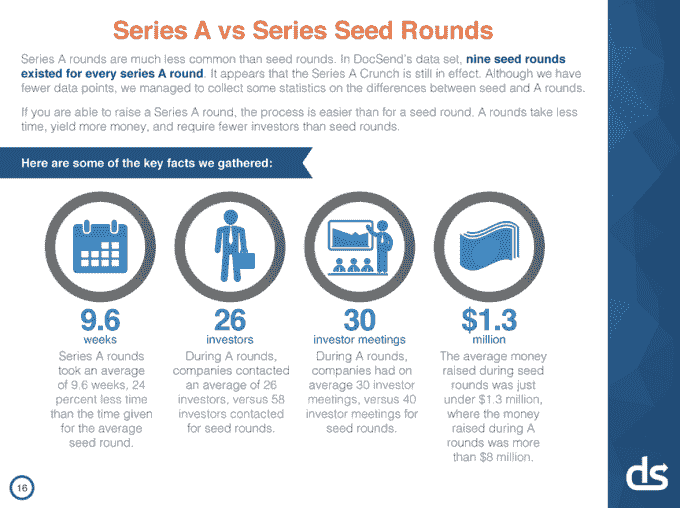 Series A vs Series Seed Rounds
Series A rounds are much less common than seed rounds. In DocSend's data set, nine seed rounds
existed for every series A round. It appears that the Series A Crunch is still in effect. Although we have
fewer data points, we managed to collect some statistics on the differences between seed and A rounds.
If you are able to raise a Series A round, the process is easier than for a seed round. A rounds take less
time, yield more money, and require fewer investors than seed rounds.
Here are some of the key facts we gathered:
9.6
weeks
Series A rounds
took an average
of 9.6 weeks, 24
percent less time
than the time given
for the average
seed round.
26
investors
During A rounds,
companies contacted
an average of 26
investors, versus 58
investors contacted
for seed rounds.
30
investor meetings
During A rounds,
companies had on
average 30 investor
meetings, versus 40
investor meetings for
seed rounds.
$1.3
million
The average money
raised during seed
rounds was just
under $1.3 million,
where the money
raised during A
rounds was more
than $8 million.
16
ds